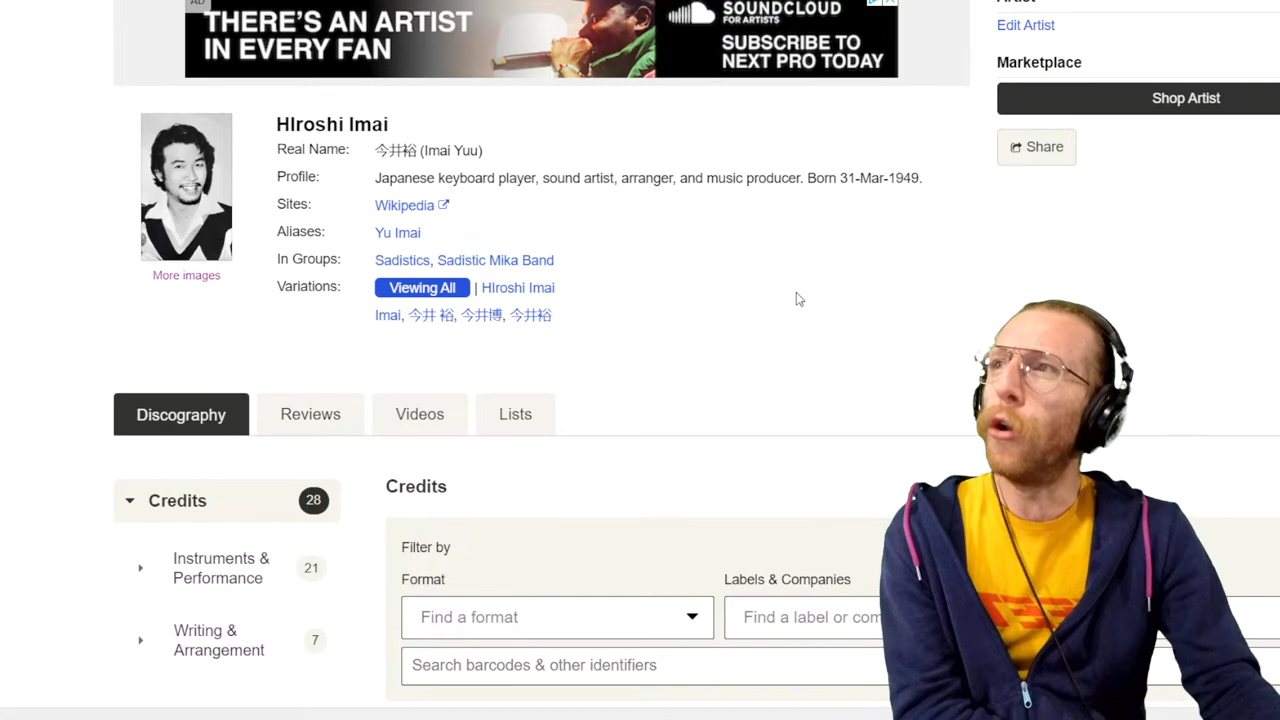 AD
THERE'S AN ARTIST
IN EVERY FAN
SOUNDCLOUD
FOR ARTISTS
SUBSCRIBE TO
NEXT PRO TODAY
Edit Artist
Marketplace
Shop Artist
Share
HIroshi Imai
Real Name: 今井裕 (Imai Yuu)
Profile: Japanese keyboard player, sound artist, arranger, and music producer. Born 31-Mar-1949.
Sites: Wikipedia
Aliases: Yu Imai
In Groups: Sadistics, Sadistic Mika Band
Variations: Viewing All | HIroshi Imai
Imai, 今井 裕, 今井博, 今井裕
More images
Discography Reviews Videos Lists
Credits 28
Instruments &
Performance 21
Writing &
Arrangement 7
Credits
Filter by
Format Labels & Companies
Find a format Find a label or com
Search barcodes & other identifiers